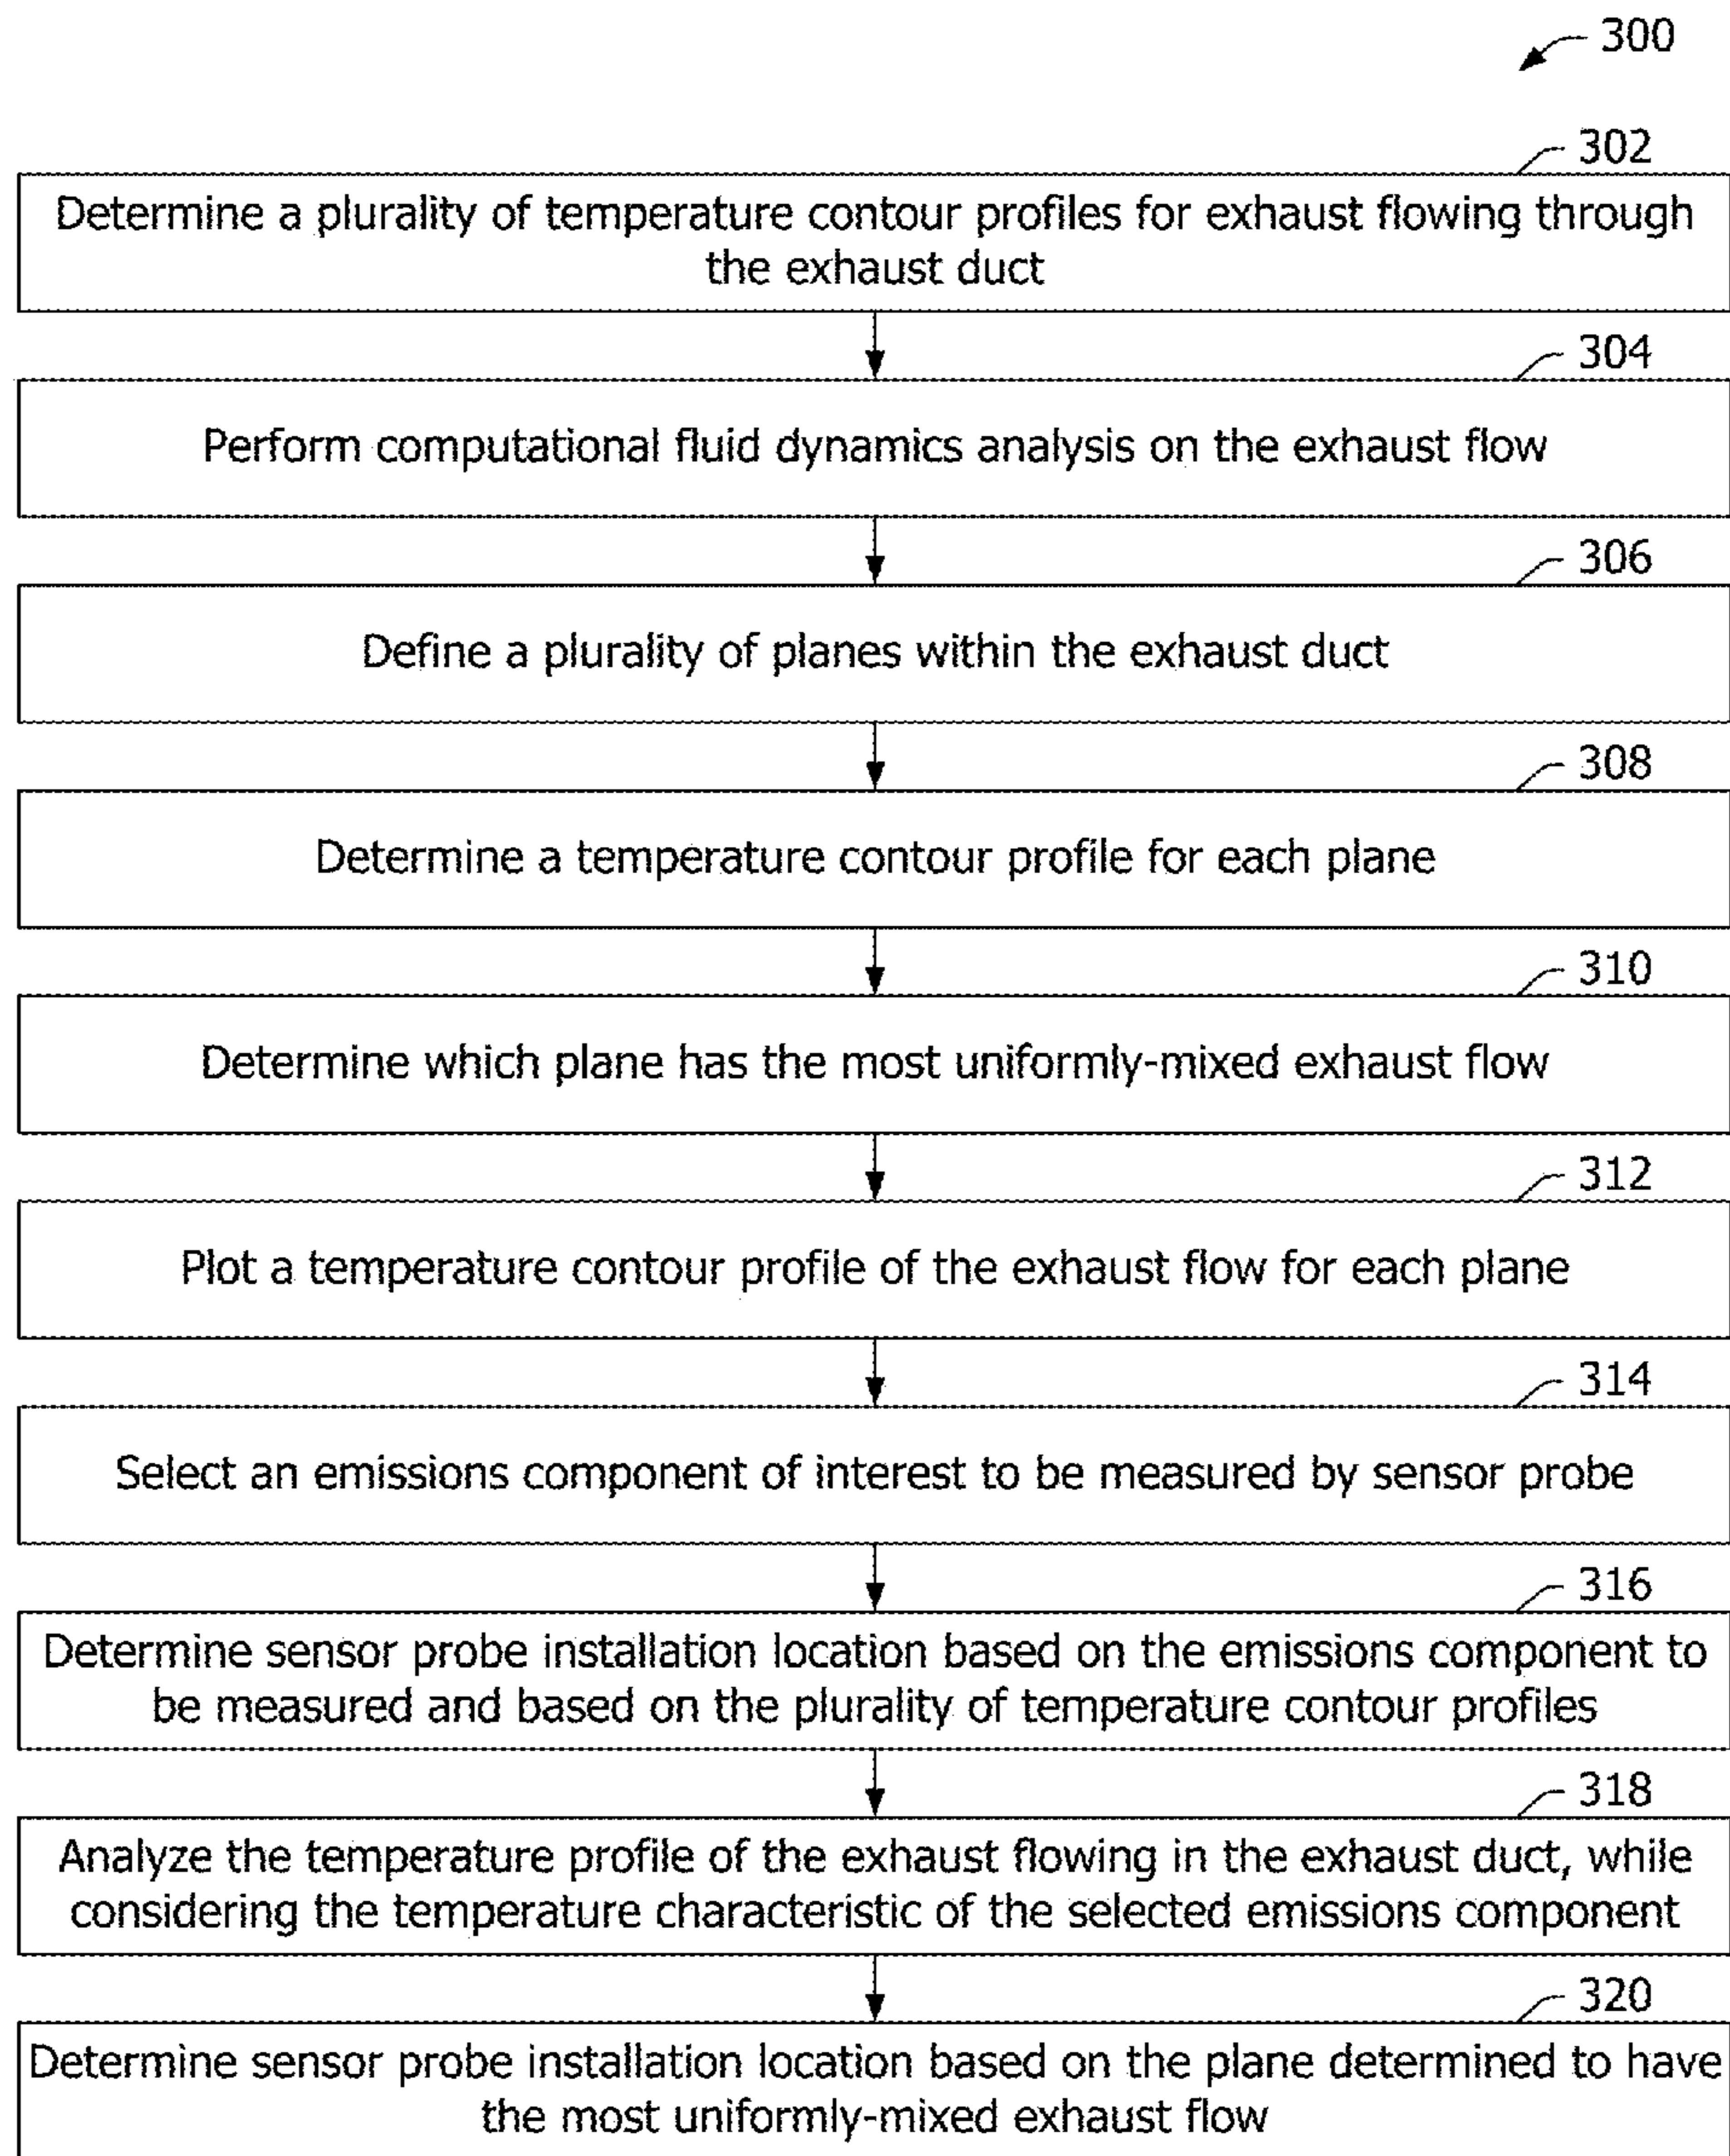 300
302
Determine a plurality of temperature contour profiles for exhaust flowing through
the exhaust duct
304
Perform computational fluid dynamics analysis on the exhaust flow
306
Define a plurality of planes within the exhaust duct
308
Determine a temperature contour profile for each plane
310
Determine which plane has the most uniformly-mixed exhaust flow
312
Plot a temperature contour profile of the exhaust flow for each plane
314
Select an emissions component of interest to be measured by sensor probe
316
Determine sensor probe installation location based on the emissions component to
be measured and based on the plurality of temperature contour profiles
318
Analyze the temperature profile of the exhaust flowing in the exhaust duct, while
considering the temperature characteristic of the selected emissions component
320
Determine sensor probe installation location based on the plane determined to have
the most uniformly-mixed exhaust flow